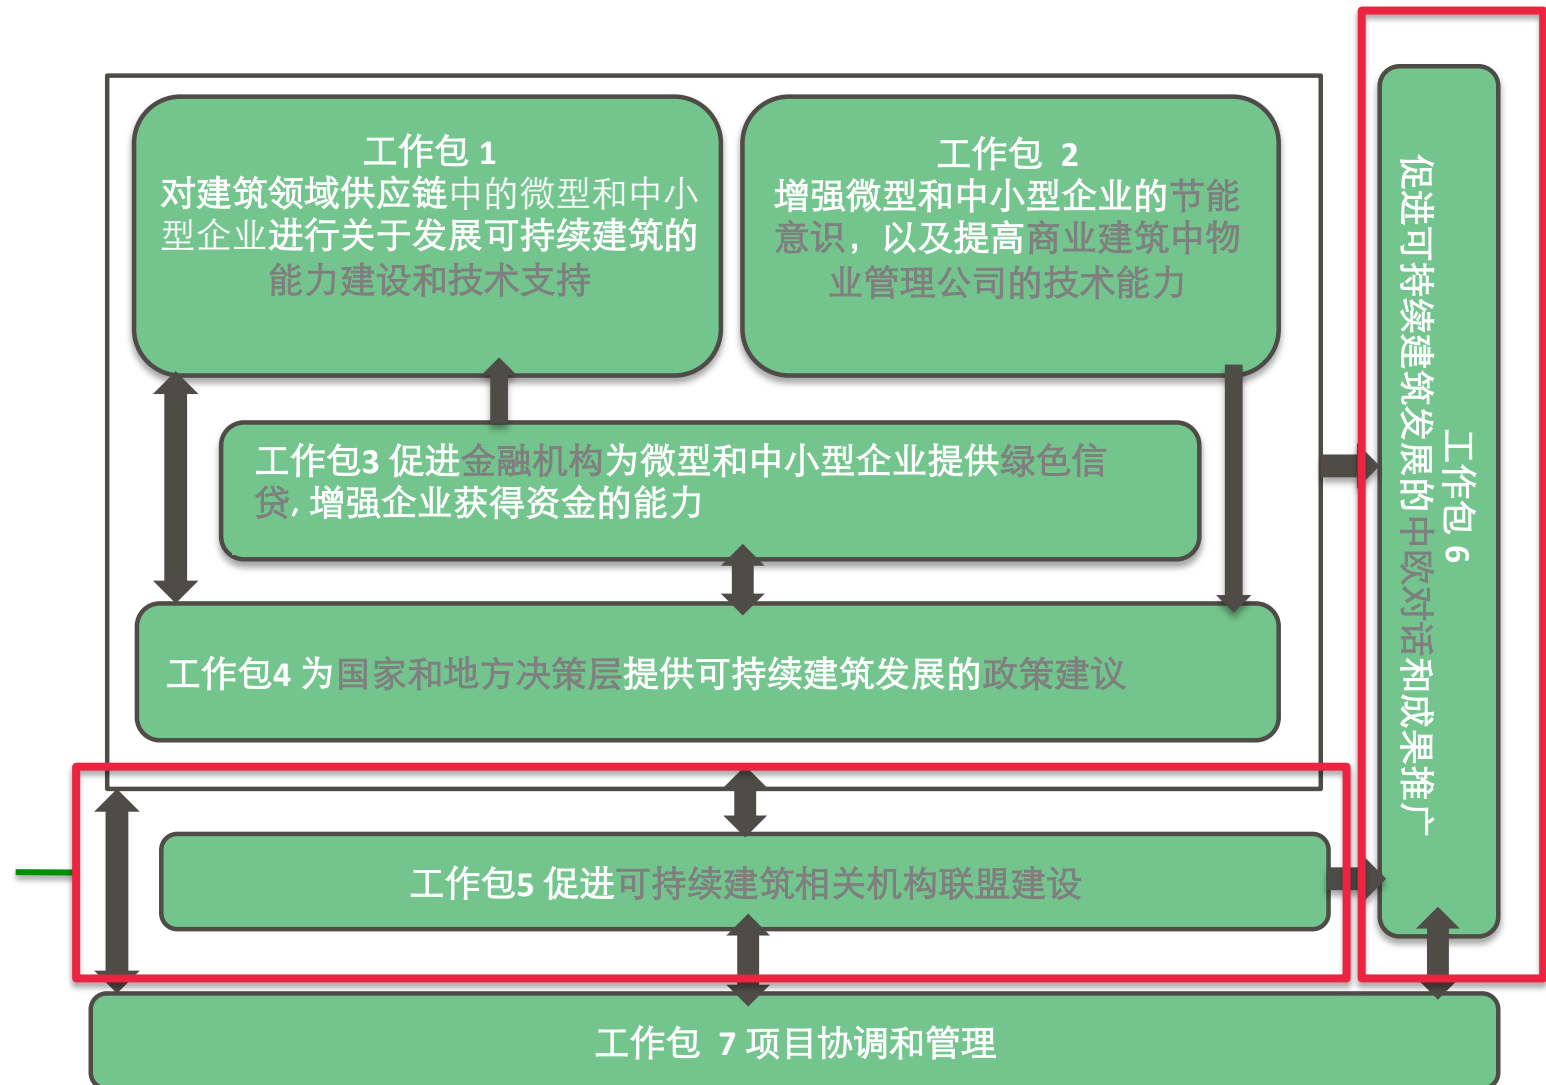 工作包 1
对建筑领域供应链中的微型和中小
型企业进行关于发展可持续建筑的
能力建设和技术支持
工作包 2
增强微型和中小型企业的节能
意识，以及提高商业建筑中物
业管理公司的技术能力
工作包3 促进金融机构为微型和中小型企业提供绿色信
贷, 增强企业获得资金的能力
工作包4 为国家和地方决策层提供可持续建筑发展的政策建议
工作包5 促进可持续建筑相关机构联盟建设
工作包 6
促进可持续建筑发展的中欧对话和成果推广
工作包 7 项目协调和管理